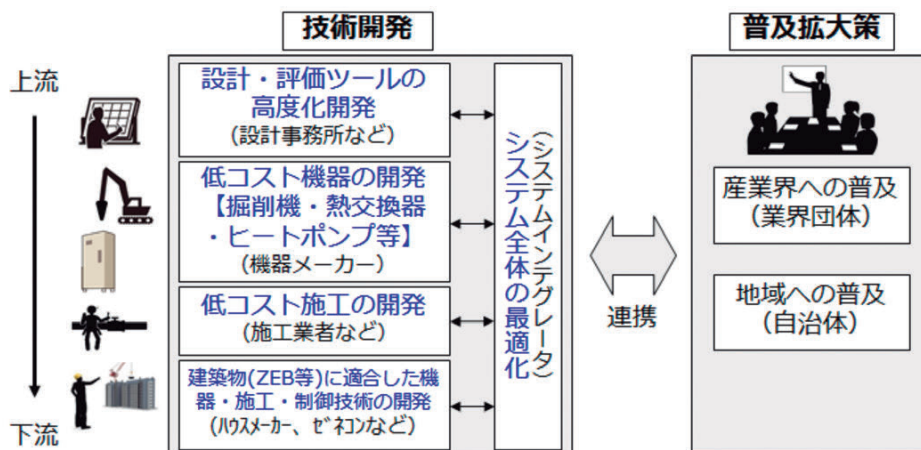 技術開発
普及拡大策
上流
下流
設計・評価ツールの
高度化開発
(設計事務所など)
低コスト機器の開発
【掘削機・熱交換器
・ヒートポンプ等】
(機器メーカー)
低コスト施工の開発
(施工業者など)
建築物(ZEB等)に適合した機
器・施工・制御技術の開発
(ﾊｳｽメーカー、ｾﾞﾈｺﾝなど)
システム全体の最適化
(システムインテグレータ)
連携
産業界への普及
(業界団体)
地域への普及
(自治体)